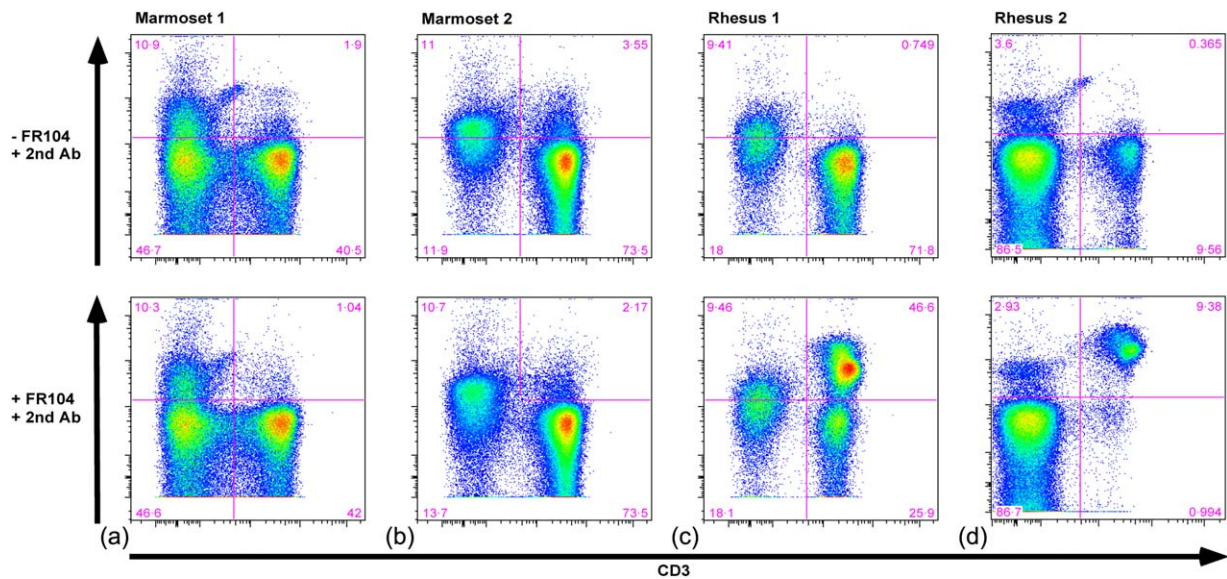 Marmoset 1 Marmoset 2 Rhesus 1 Rhesus 2
10·9 1·9 11 3·55 9·41 0·749 3.6 0.365
- FR104
+ 2nd Ab
46·7 40·5 11·9 73·5 18 71·8 86·5 9·56
10·3 1·04 10·7 2·17 9·46 46·6 2·93 9·38
+ FR104
+ 2nd Ab
46·6 42 13·7 73·5 18·1 25·9 86·7 0·994
(a) (b) (c) (d)
CD3